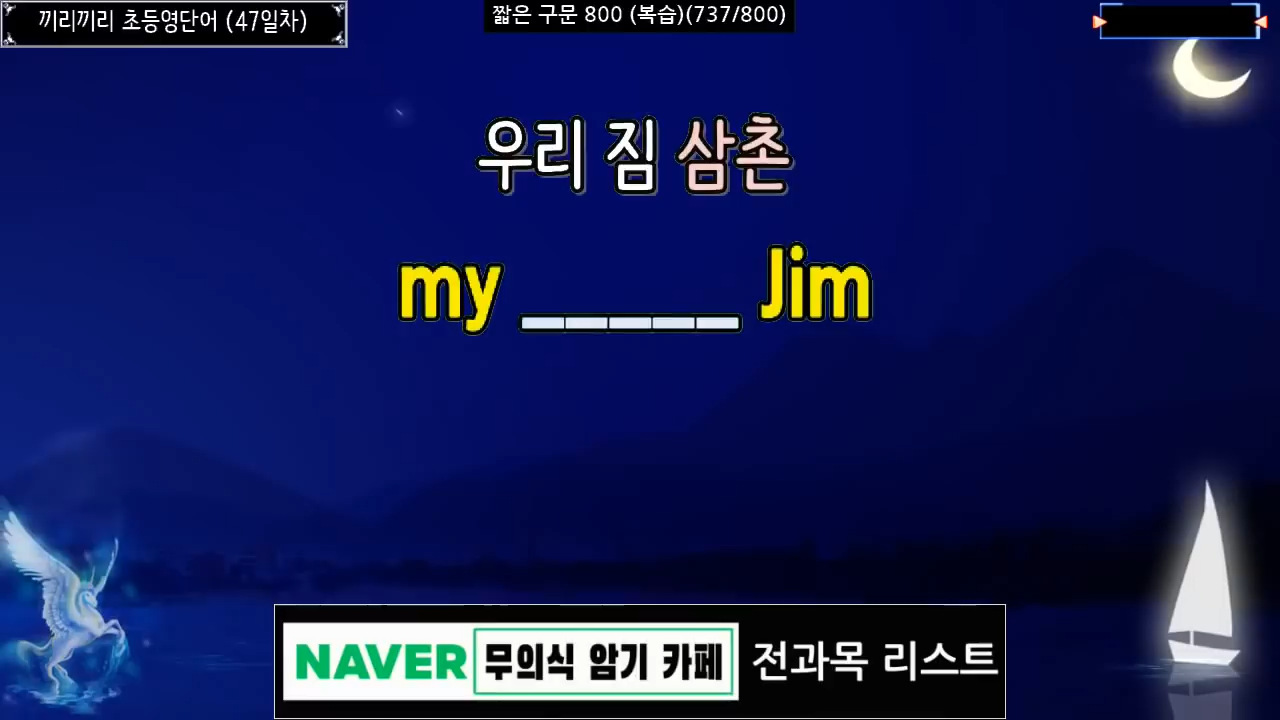 끼리끼리 초등영단어 (47일차)
짧은 구문 800 (복습)(737/800)
우리 짐 삼촌
my _____ Jim
NAVER 무의식 암기 카페 전과목 리스트